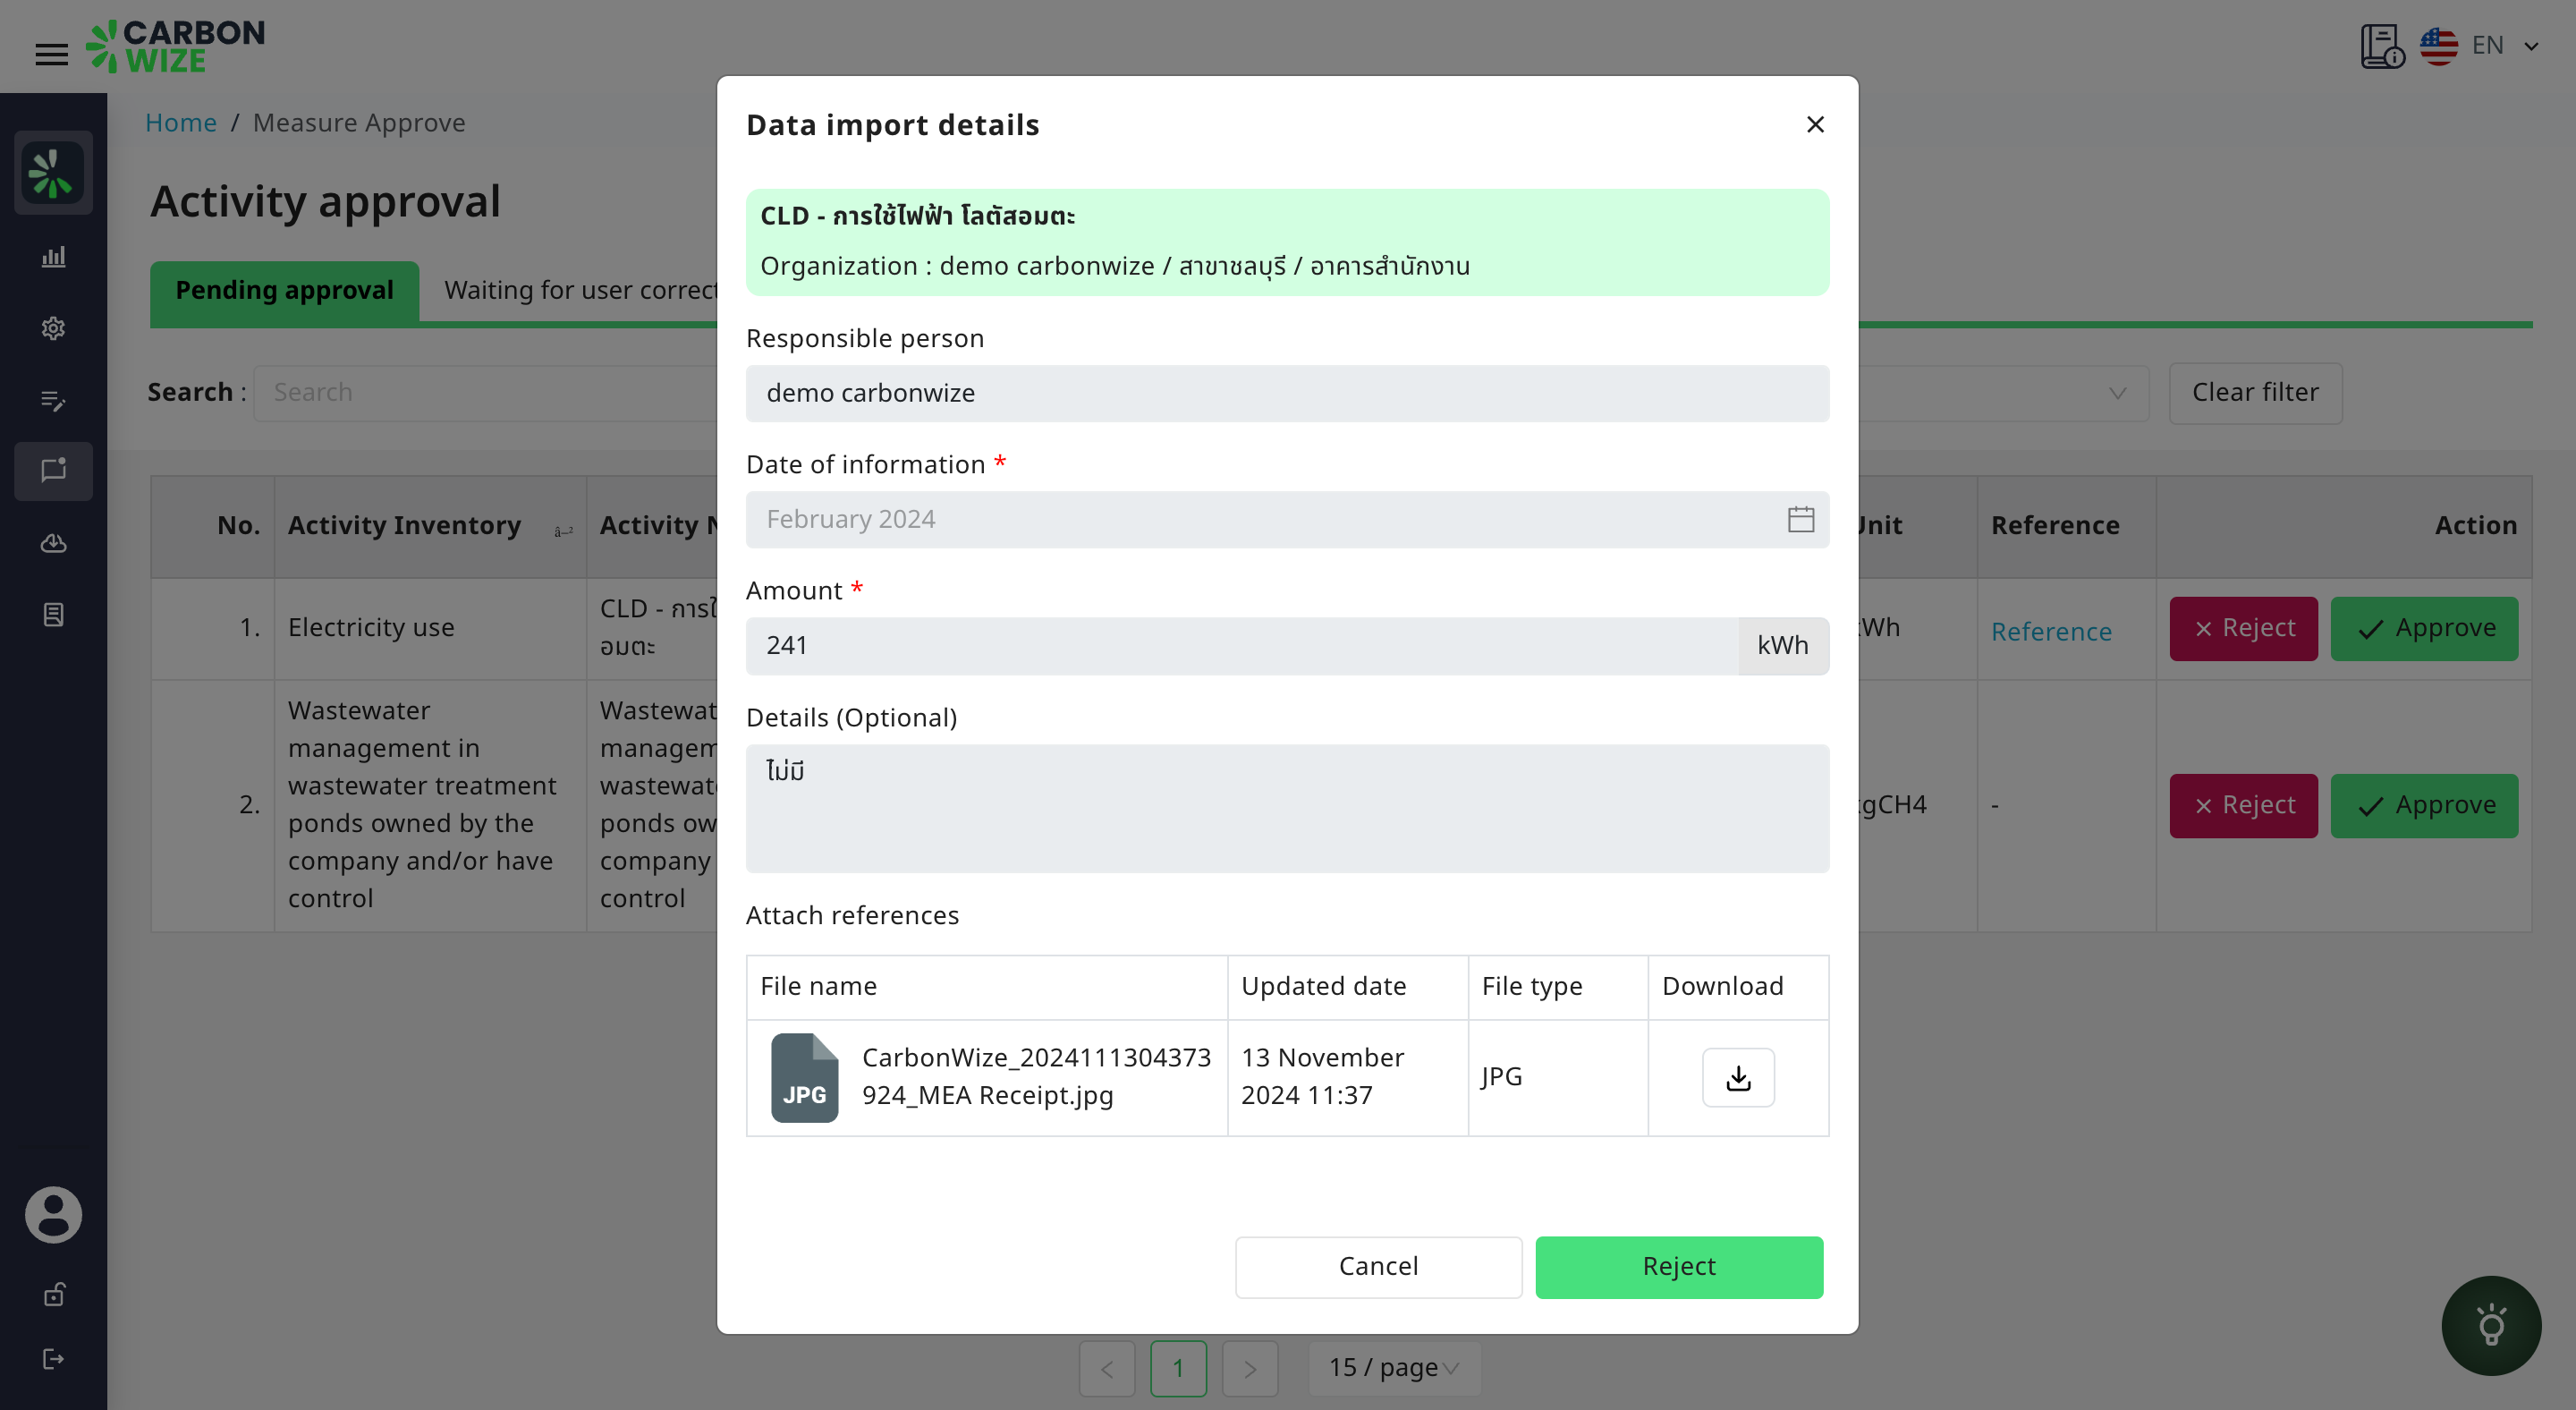 CARBON
WIZE
EN
Home / Measure Approve
Activity approval
Pending approval
Waiting for user correct
Search :
Search
Clear filter
No.
Activity Inventory
â–²
Activity N
Unit
Reference
Action
1.
Electricity use
CLD - การใ
อมตะ
kWh
Reference
Reject
Approve
2.
Wastewater
management in
wastewater treatment
ponds owned by the
company and/or have
control
Wastewat
managem
wastewate
ponds ow
company
control
kgCH4
-
Reject
Approve
1
15 / page
Data import details
CLD - การใช้ไฟฟ้า โลตัสอมตะ
Organization : demo carbonwize / สาขาชลบุรี / อาคารสำนักงาน
Responsible person
demo carbonwize
Date of information *
February 2024
Amount *
241
kWh
Details (Optional)
ไม่มี
Attach references
File name
Updated date
File type
Download
JPG
CarbonWize_2024111304373
924_MEA Receipt.jpg
13 November
2024 11:37
JPG
Cancel
Reject